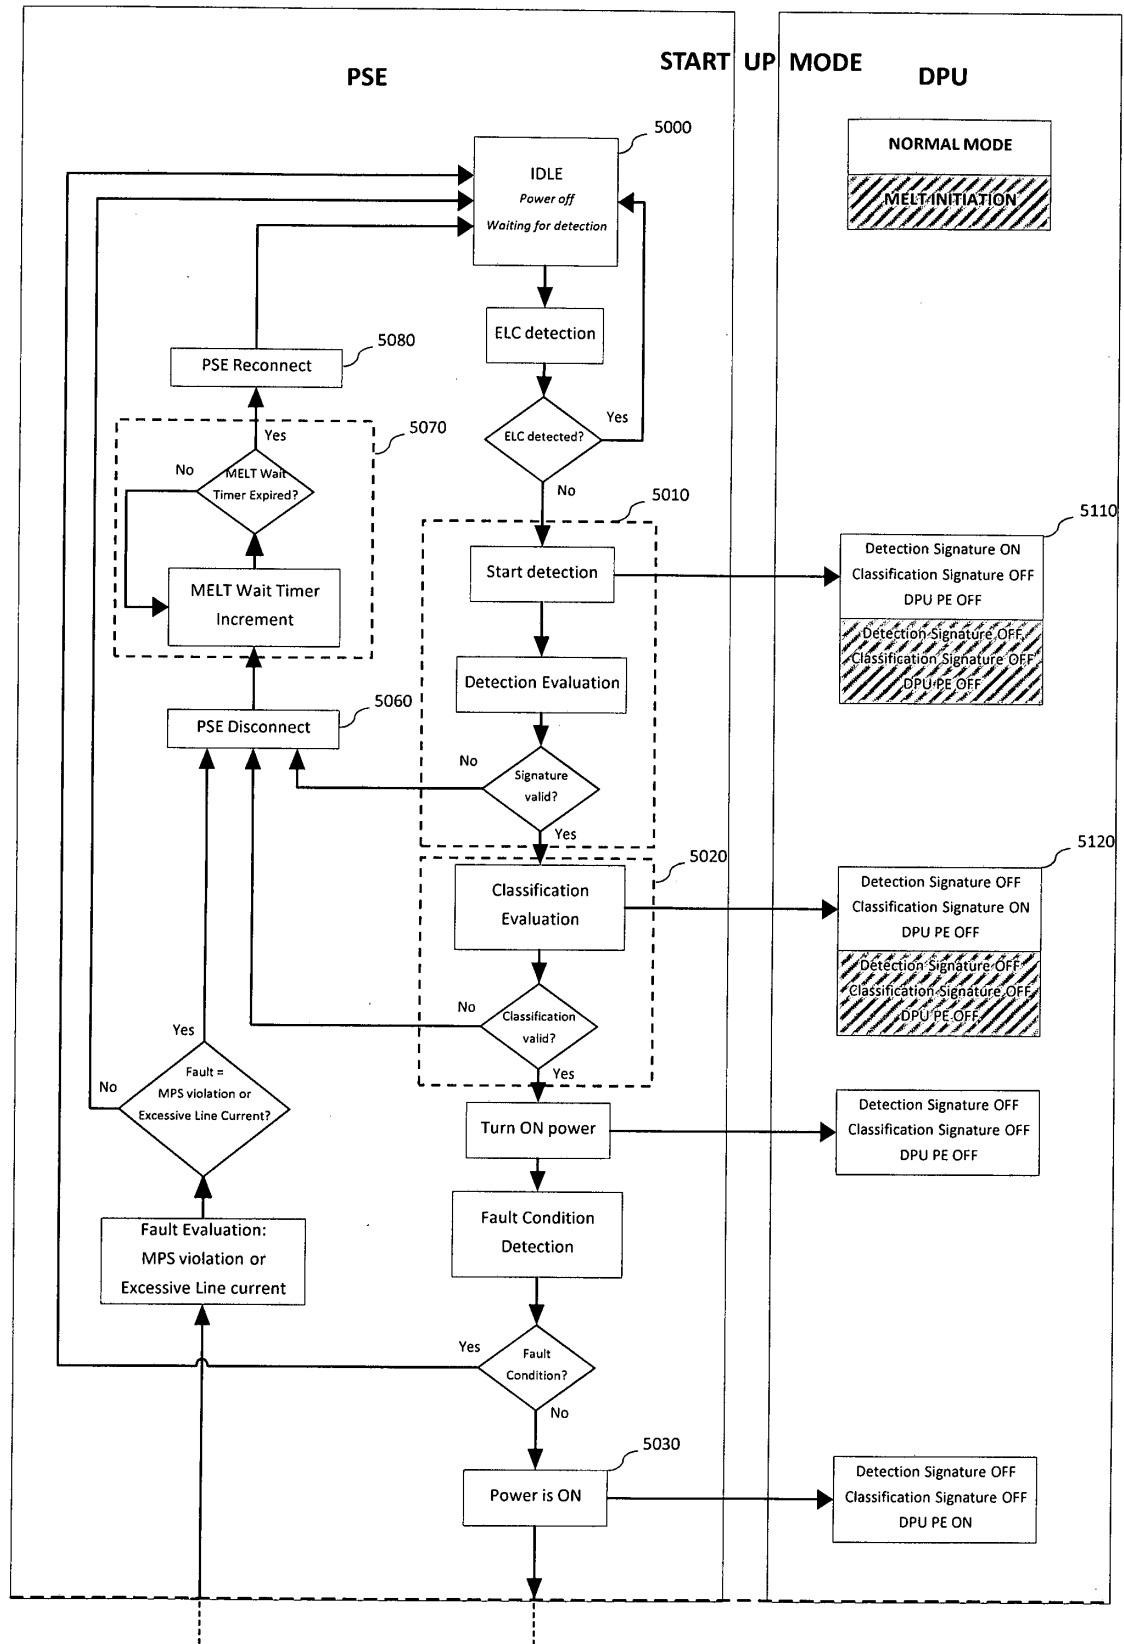 START UP MODE
PSE
DPU
5000
IDLE
Power off
Waiting for detection
NORMAL MODE
MELT INITIATION
ELC detection
5080
PSE Reconnect
ELC detected?
Yes
No
5070
Yes
No
MELT Wait
Timer Expired?
MELT Wait Timer
Increment
5010
Start detection
5110
Detection Signature ON
Classification Signature OFF
DPU PE OFF
Detection Signature OFF
Classification Signature OFF
DPU PE OFF
Detection Evaluation
5060
PSE Disconnect
No
Signature
valid?
Yes
5020
Classification
Evaluation
5120
Detection Signature OFF
Classification Signature ON
DPU PE OFF
Detection Signature OFF
Classification Signature OFF
DPU PE OFF
No
Classification
valid?
Yes
Yes
No
Fault =
MPS violation or
Excessive Line Current?
Turn ON power
Detection Signature OFF
Classification Signature OFF
DPU PE OFF
Fault Evaluation:
MPS violation or
Excessive Line current
Fault Condition
Detection
Yes
Fault
Condition?
No
5030
Power is ON
Detection Signature OFF
Classification Signature OFF
DPU PE ON